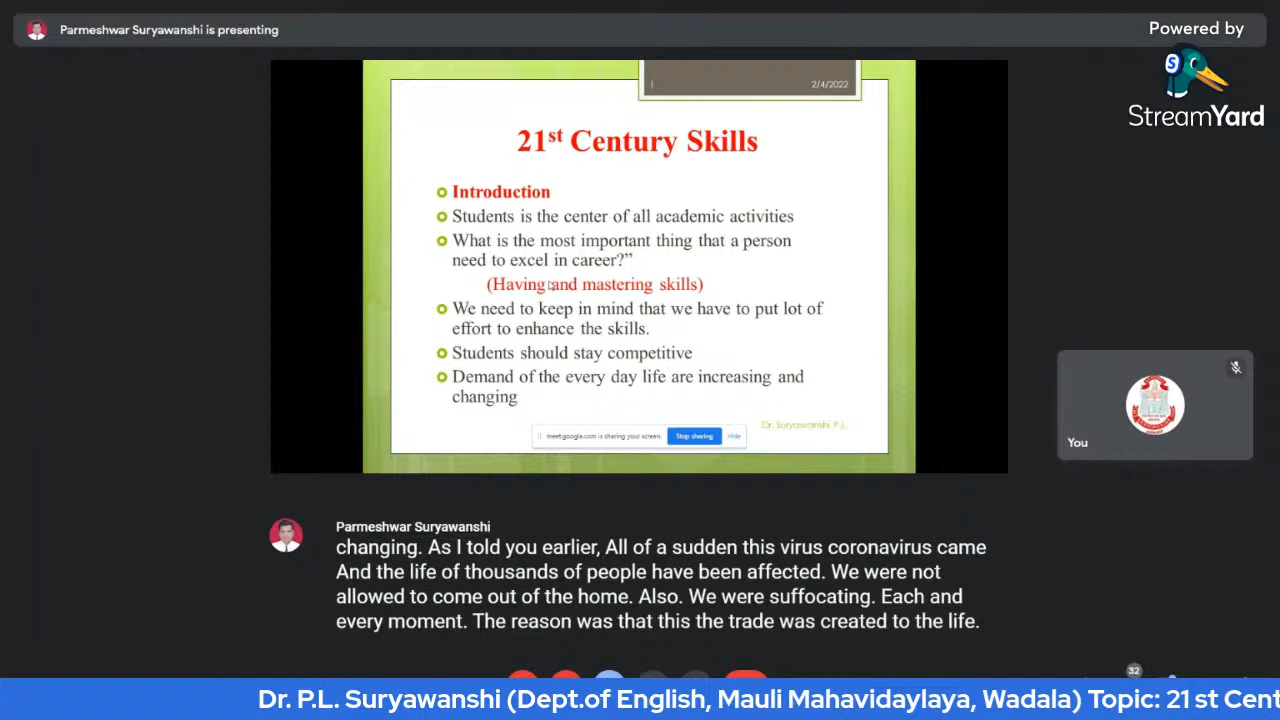 Parmeshwar Suryawanshi is presenting
Powered by
StreamYard
2/4/2022
21st Century Skills
Introduction
Students is the center of all academic activities
What is the most important thing that a person
need to excel in career?”
(Having and mastering skills)
We need to keep in mind that we have to put lot of
effort to enhance the skills.
Students should stay competitive
Demand of the every day life are increasing and
changing
Dr. Suryawanshi P.L.
meet.google.com is sharing your screen. Stop sharing Hide
You
Parmeshwar Suryawanshi
changing. As I told you earlier, All of a sudden this virus coronavirus came
And the life of thousands of people have been affected. We were not
allowed to come out of the home. Also. We were suffocating. Each and
every moment. The reason was that this the trade was created to the life.
32
Dr. P.L. Suryawanshi (Dept.of English, Mauli Mahavidaylaya, Wadala) Topic: 21 st Cent